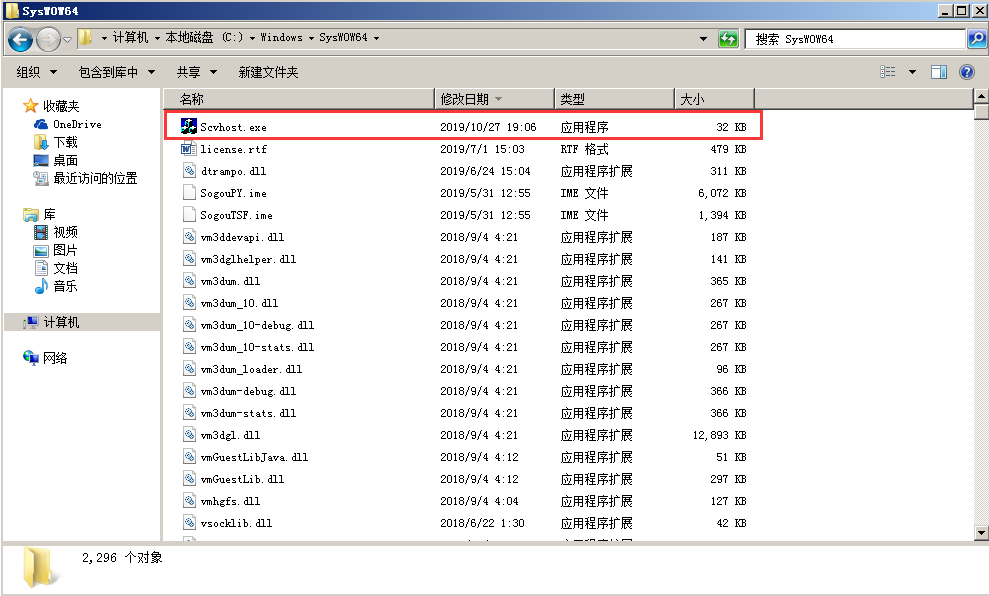 SysWOW64
计算机 本地磁盘 (C:) Windows SysWOW64
搜索 SysWOW64
组织 包含到库中 共享 新建文件夹
收藏夹
OneDrive
下载
桌面
最近访问的位置
库
视频
图片
文档
音乐
计算机
网络
名称 修改日期 类型 大小
Scvhost.exe 2019/10/27 19:06 应用程序 32 KB
license.rtf 2019/7/1 15:03 RTF 格式 479 KB
dtrampo.dll 2019/6/24 15:04 应用程序扩展 311 KB
SogouPY.ime 2019/5/31 12:55 IME 文件 6,072 KB
SogouTSF.ime 2019/5/31 12:55 IME 文件 1,394 KB
vm3ddevapi.dll 2018/9/4 4:21 应用程序扩展 187 KB
vm3dglhelper.dll 2018/9/4 4:21 应用程序扩展 141 KB
vm3dum.dll 2018/9/4 4:21 应用程序扩展 365 KB
vm3dum_10.dll 2018/9/4 4:21 应用程序扩展 267 KB
vm3dum_10-debug.dll 2018/9/4 4:21 应用程序扩展 267 KB
vm3dum_10-stats.dll 2018/9/4 4:21 应用程序扩展 267 KB
vm3dum_loader.dll 2018/9/4 4:21 应用程序扩展 96 KB
vm3dum-debug.dll 2018/9/4 4:21 应用程序扩展 366 KB
vm3dum-stats.dll 2018/9/4 4:21 应用程序扩展 366 KB
vm3dgl.dll 2018/9/4 4:21 应用程序扩展 12,893 KB
vmGuestLibJava.dll 2018/9/4 4:12 应用程序扩展 51 KB
vmGuestLib.dll 2018/9/4 4:12 应用程序扩展 297 KB
vmhgfs.dll 2018/9/4 4:04 应用程序扩展 127 KB
vsocklib.dll 2018/6/22 1:30 应用程序扩展 42 KB
2,296 个对象